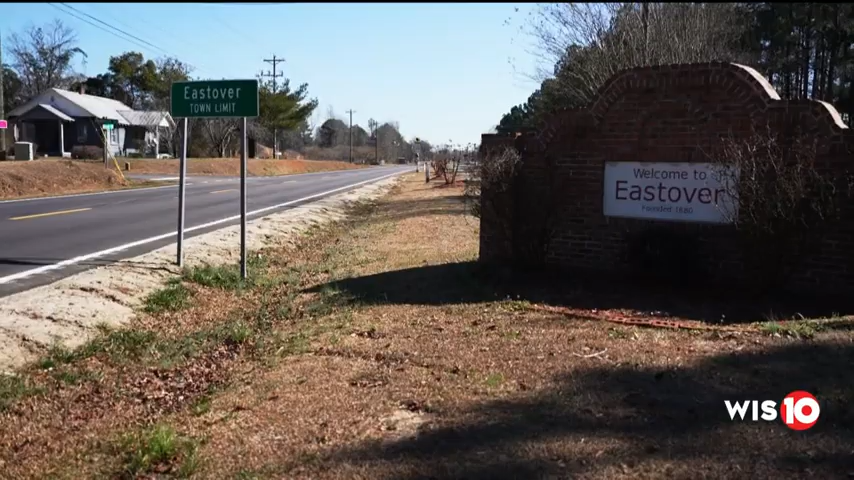 Eastover
TOWN LIMIT
Welcome to
Eastover
Founded 1880
WIS10